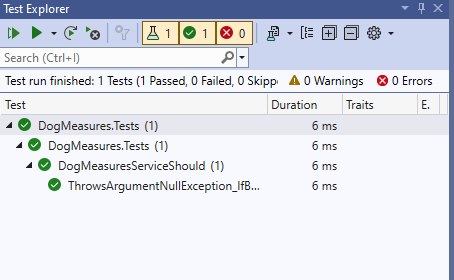 Test Explorer
1 1 0
Search (Ctrl+I)
Test run finished: 1 Tests (1 Passed, 0 Failed, 0 Skippe 0 Warnings 0 Errors
Test Duration Traits E.
DogMeasures.Tests (1) 6 ms
DogMeasures.Tests (1) 6 ms
DogMeasuresServiceShould (1) 6 ms
ThrowsArgumentNullException_IfB... 6 ms